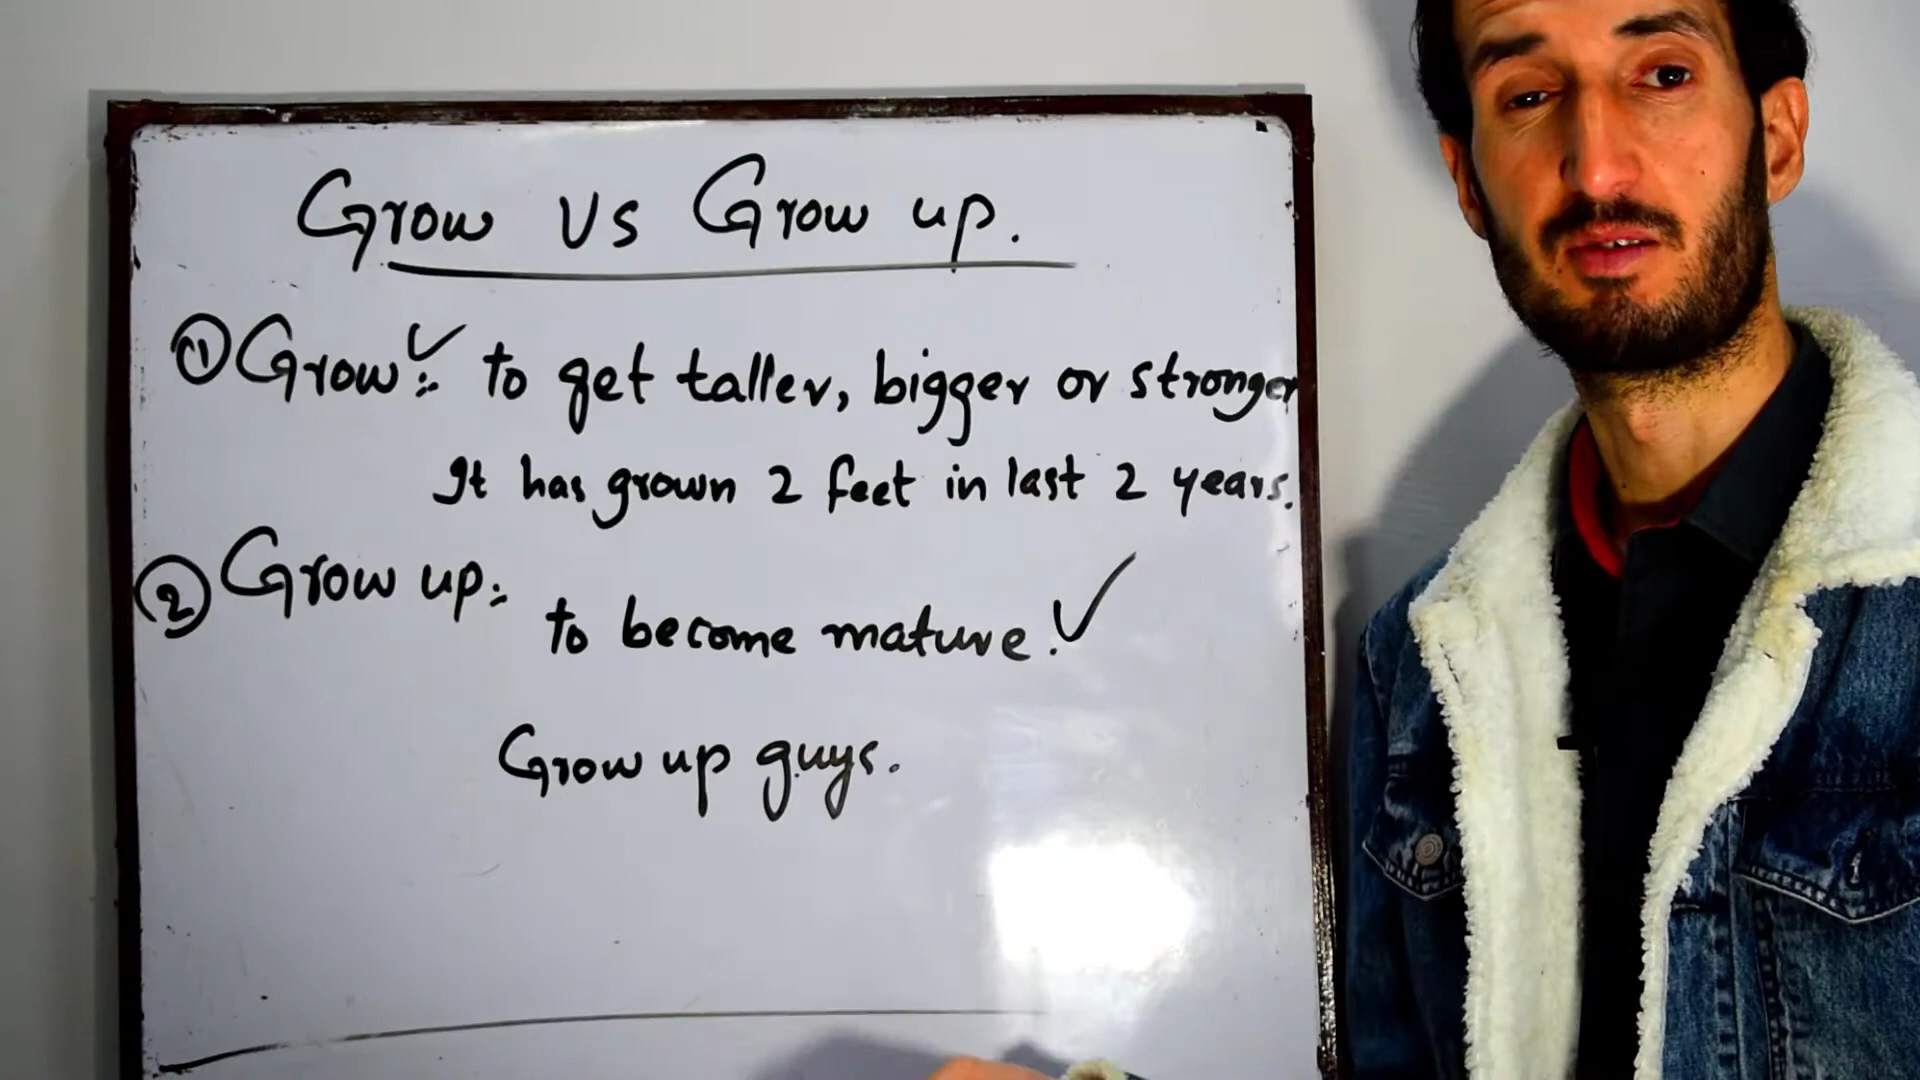 Grow vs Grow up.
① Grow:- to get taller, bigger or stronger
It has grown 2 feet in last 2 years.
② Grow up:- to become mature.
Grow up guys.